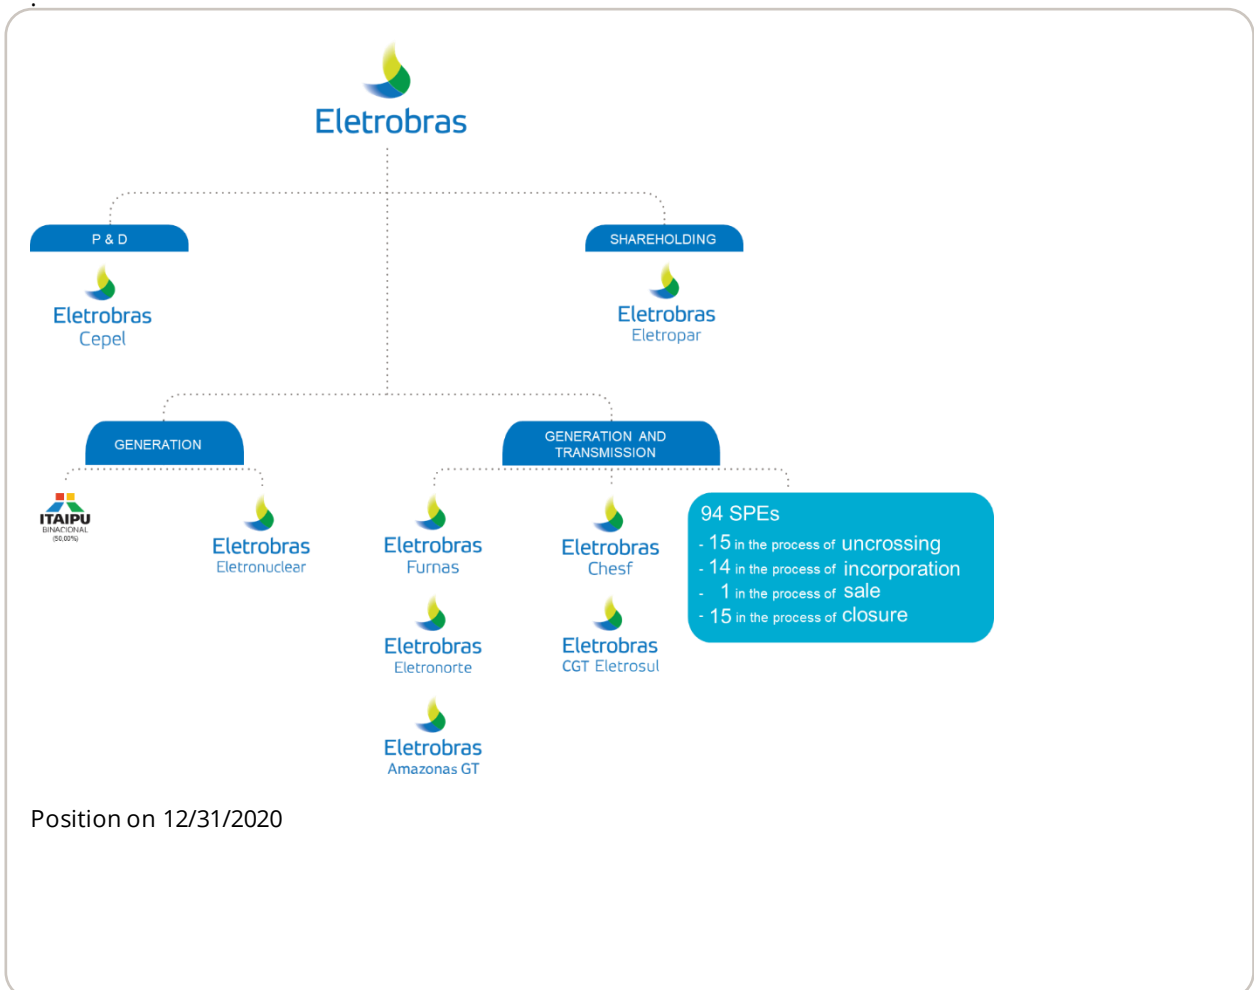 .
Eletrobras
P & D
SHAREHOLDING
Eletrobras
Cepel
Eletrobras
Eletropar
GENERATION
GENERATION AND
TRANSMISSION
ITAIPU
BINACIONAL
(50,00%)
Eletrobras
Eletronuclear
Eletrobras
Furnas
Eletrobras
Chesf
94 SPEs
- 15 in the process of uncrossing
- 14 in the process of incorporation
- 1 in the process of sale
- 15 in the process of closure
Eletrobras
Eletronorte
Eletrobras
CGT Eletrosul
Eletrobras
Amazonas GT
Position on 12/31/2020